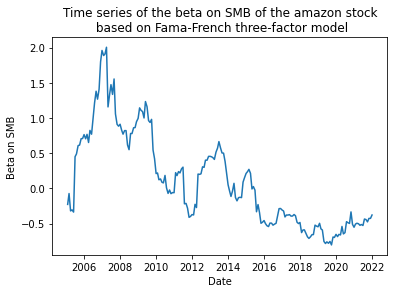 Time series of the beta on SMB of the amazon stock
based on Fama-French three-factor model
2.0
1.5
1.0
0.5
0.0
−0.5
Beta on SMB
2006 2008 2010 2012 2014 2016 2018 2020 2022
Date